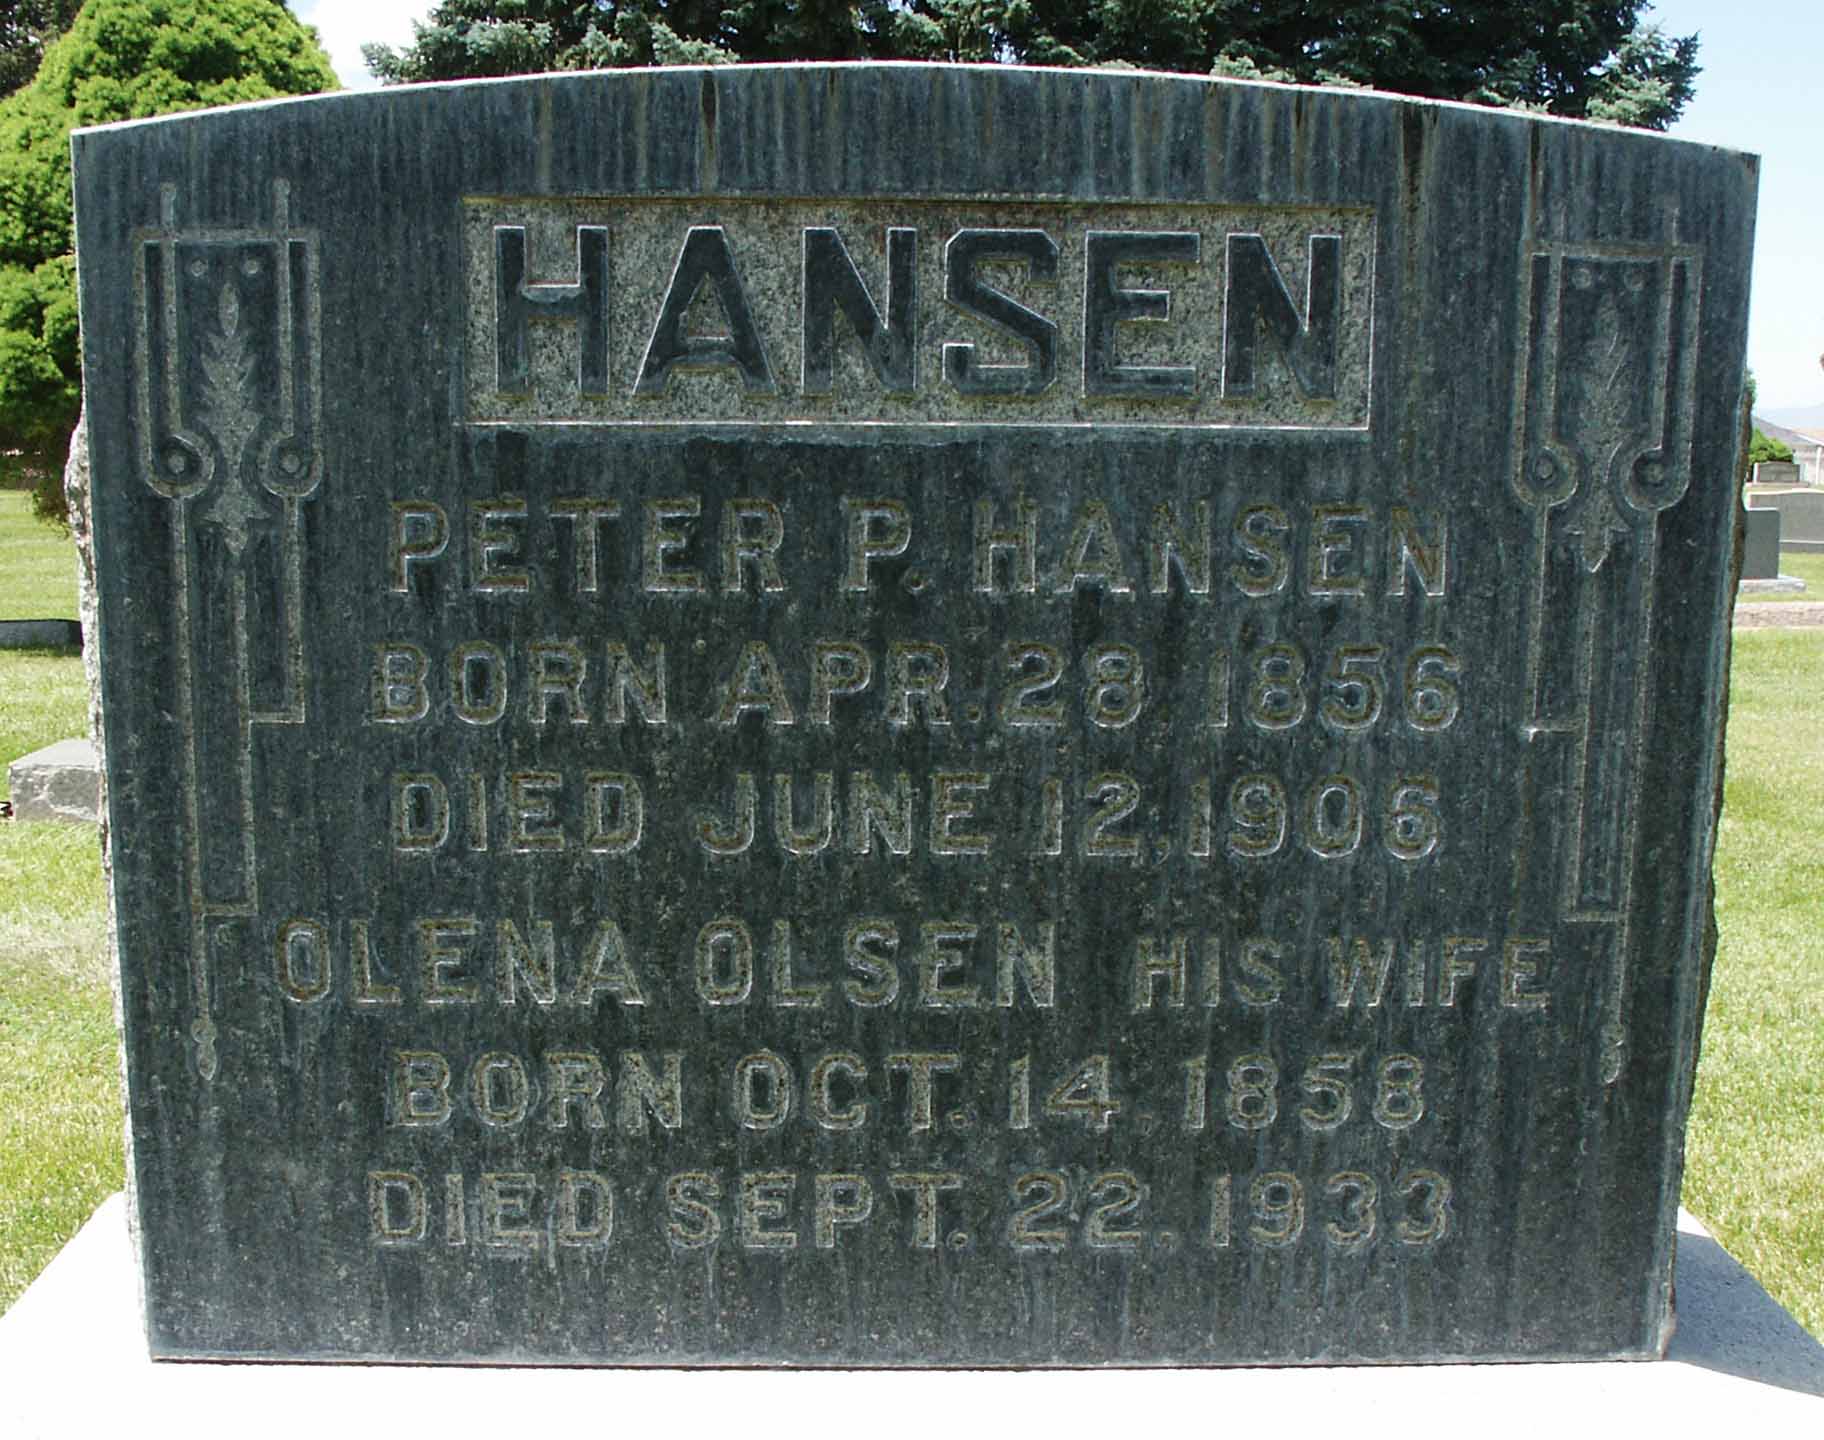 HANSEN
PETER P. HANSEN
BORN APR. 28, 1856
DIED JUNE 12, 1906
OLENA OLSEN HIS WIFE
BORN OCT. 14, 1858
DIED SEPT. 22. 1933